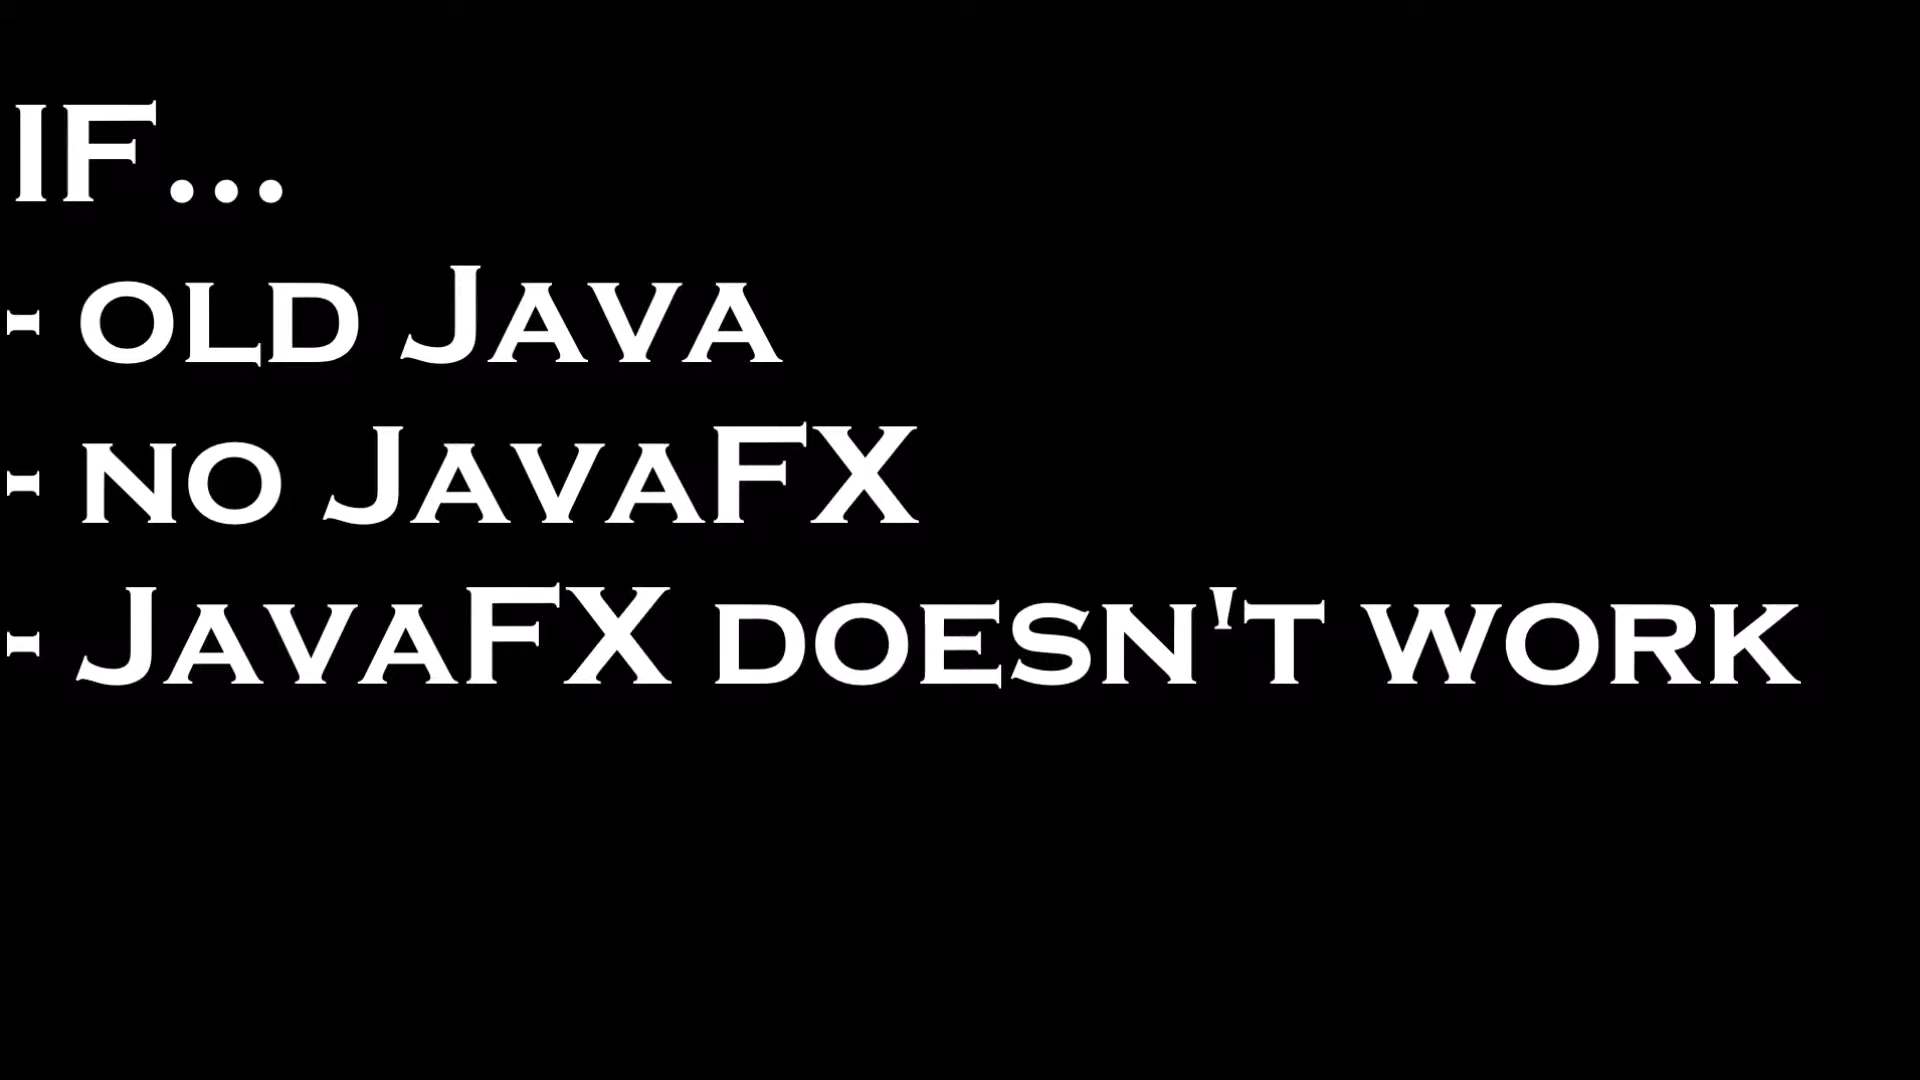 IF...
- old Java
- no JavaFX
- JavaFX doesn't work